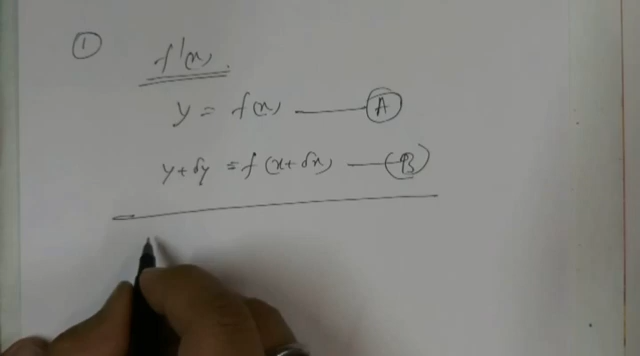 ①
f'(x).
y = f(x) —— Ⓐ
y+δy = f(x+δx) —— Ⓑ